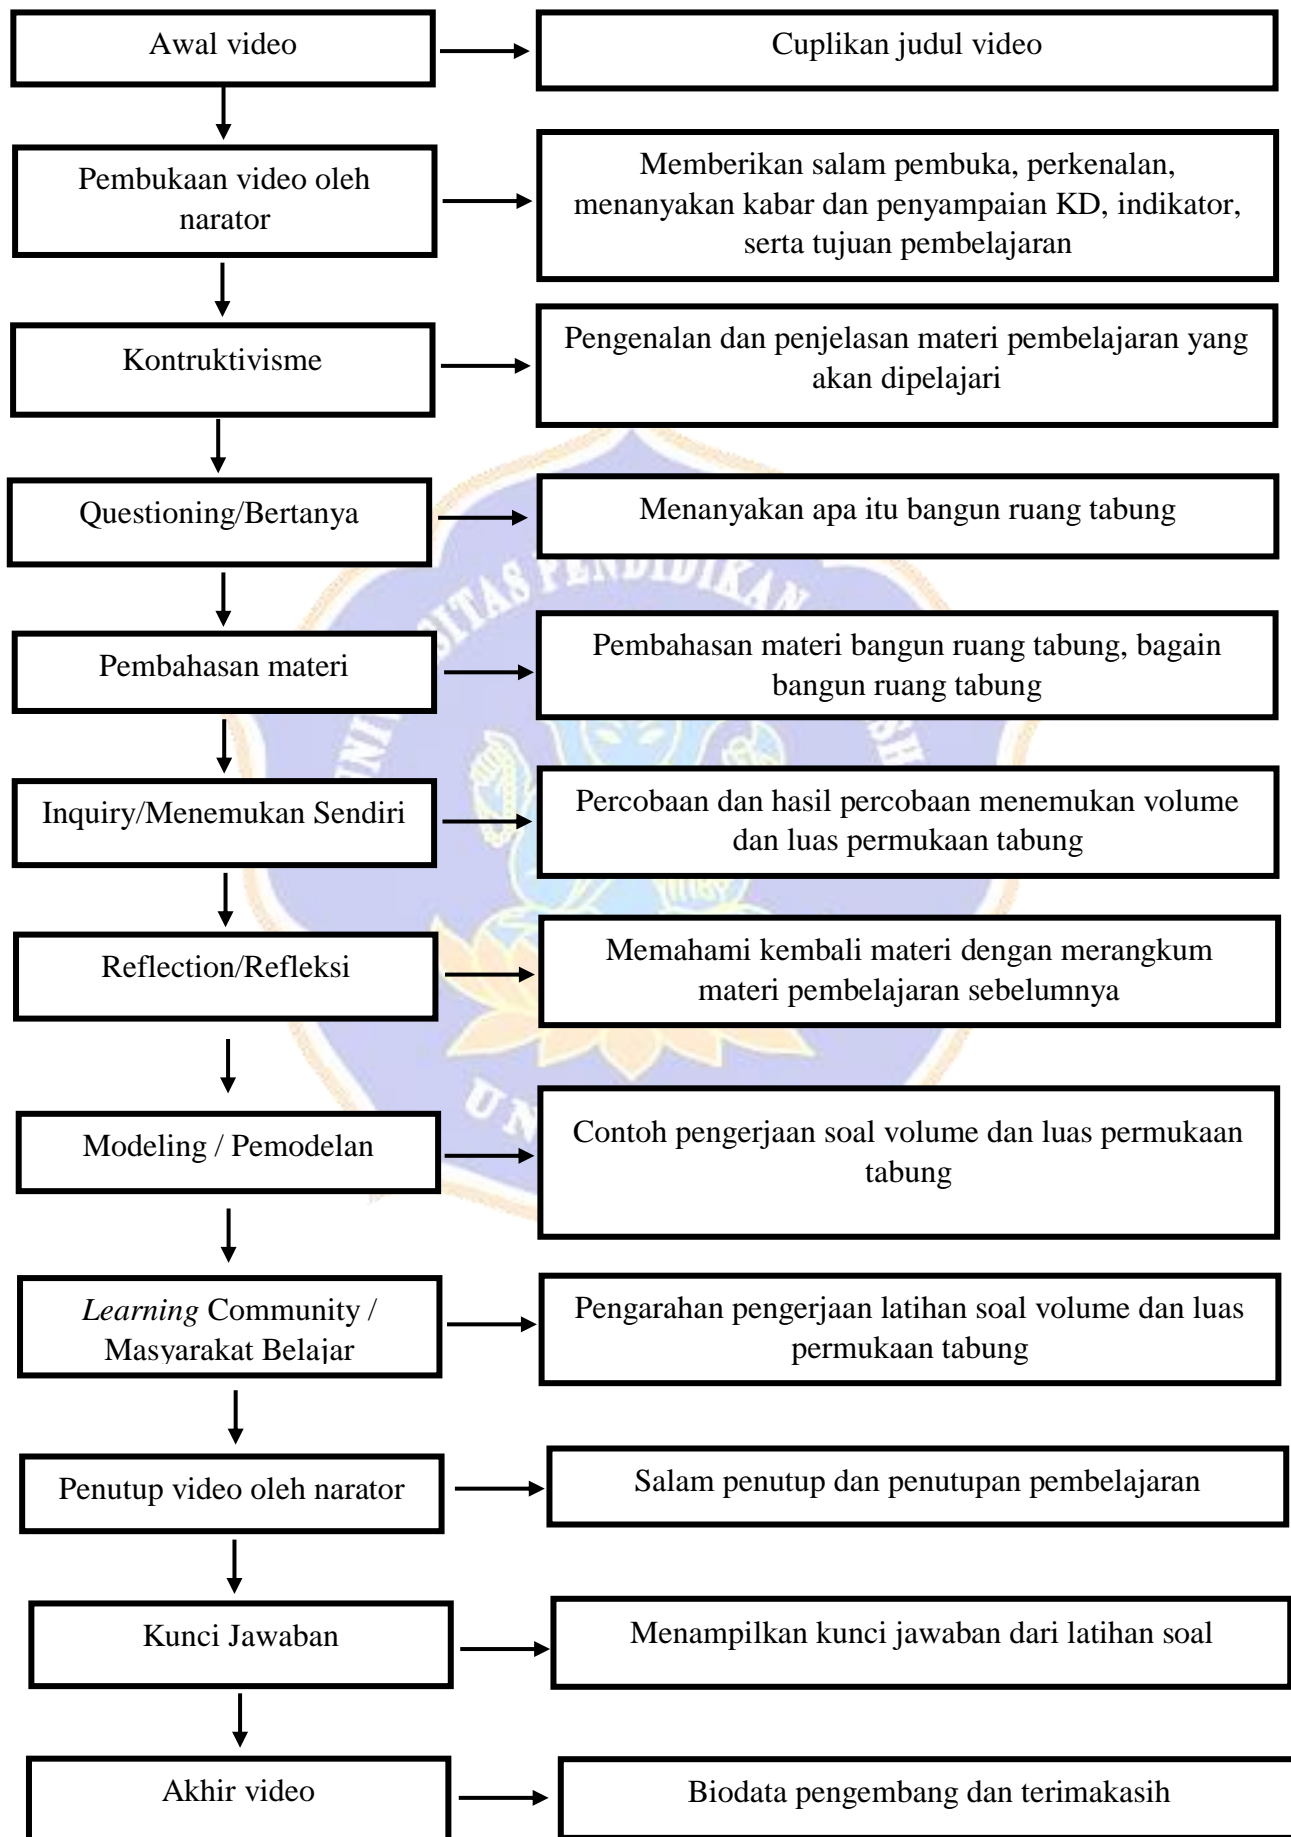 Awal video
Cuplikan judul video
Pembukaan video oleh
narator
Memberikan salam pembuka, perkenalan,
menanyakan kabar dan penyampaian KD, indikator,
serta tujuan pembelajaran
Kontruktivisme
Pengenalan dan penjelasan materi pembelajaran yang
akan dipelajari
Questioning/Bertanya
Menanyakan apa itu bangun ruang tabung
Pembahasan materi
Pembahasan materi bangun ruang tabung, bagain
bangun ruang tabung
Inquiry/Menemukan Sendiri
Percobaan dan hasil percobaan menemukan volume
dan luas permukaan tabung
Reflection/Refleksi
Memahami kembali materi dengan merangkum
materi pembelajaran sebelumnya
Modeling / Pemodelan
Contoh pengerjaan soal volume dan luas permukaan
tabung
Learning Community /
Masyarakat Belajar
Pengarahan pengerjaan latihan soal volume dan luas
permukaan tabung
Penutup video oleh narator
Salam penutup dan penutupan pembelajaran
Kunci Jawaban
Menampilkan kunci jawaban dari latihan soal
Akhir video
Biodata pengembang dan terimakasih
PENDIDIKAN